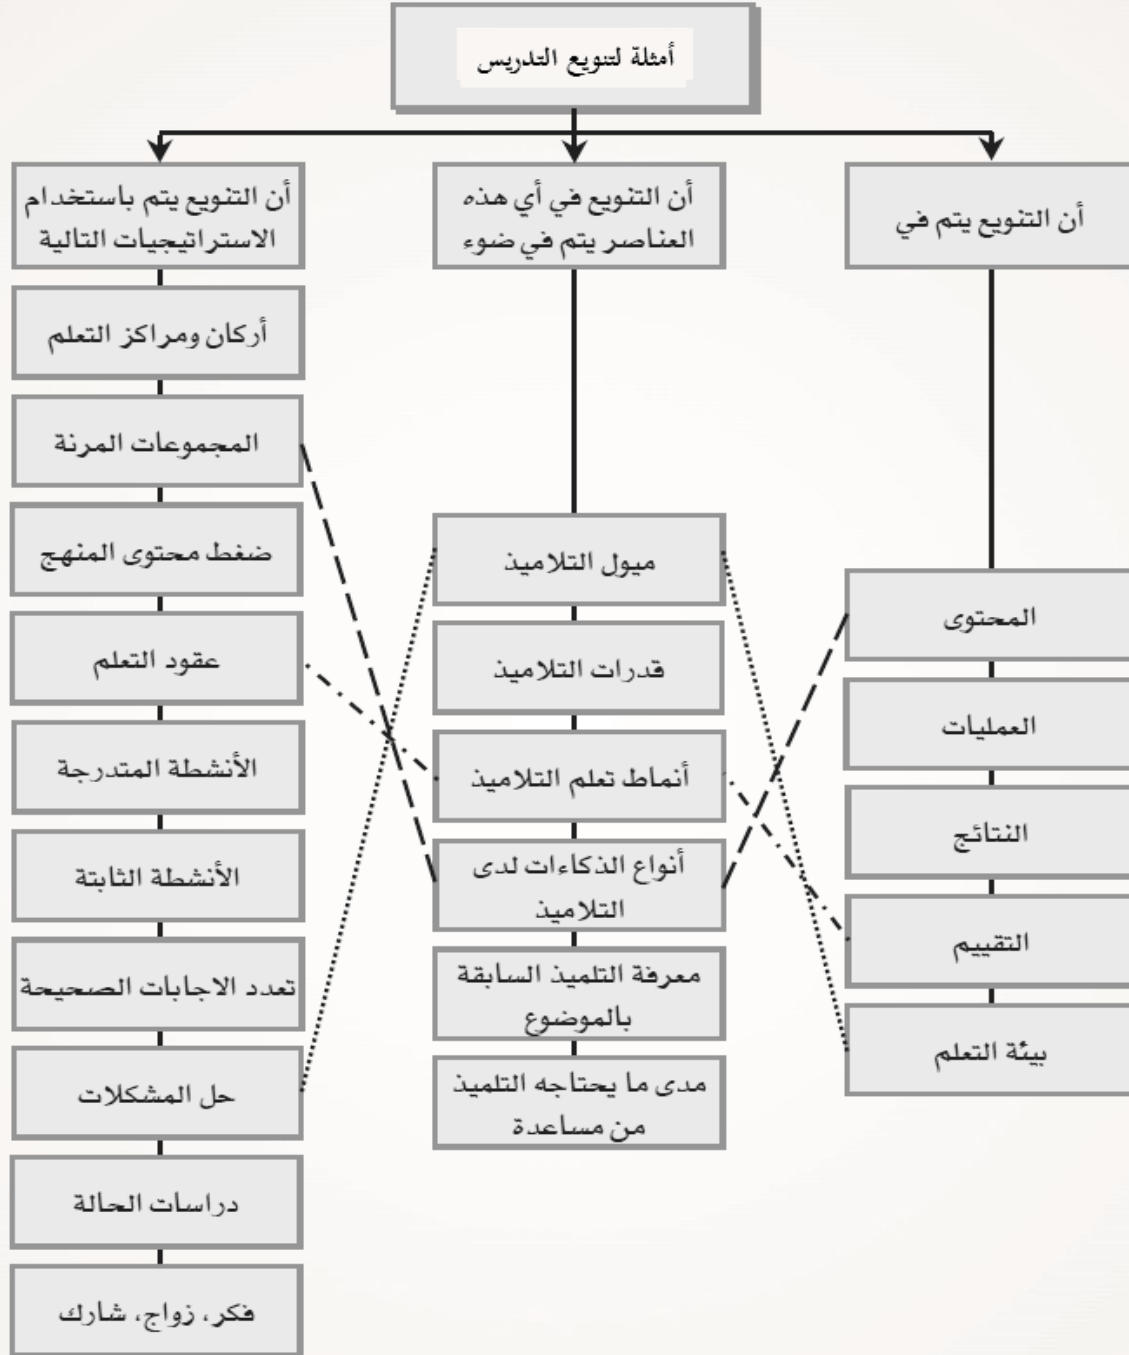 أمثلة لتنويع التدريس
أن التنويع يتم في
المحتوى
العمليات
النتائج
التقييم
بيئة التعلم
أن التنويع في أي هذه
العناصر يتم في ضوء
ميول التلاميذ
قدرات التلاميذ
أنماط تعلم التلاميذ
أنواع الذكاءات لدى
التلاميذ
معرفة التلميذ السابقة
بالموضوع
مدى ما يحتاجه التلميذ
من مساعدة
أن التنويع يتم باستخدام
الاستراتيجيات التالية
أركان ومراكز التعلم
المجموعات المرنة
ضغط محتوى المنهج
عقود التعلم
الأنشطة المتدرجة
الأنشطة الثابتة
تعدد الاجابات الصحيحة
حل المشكلات
دراسات الحالة
فكر، زواج، شارك